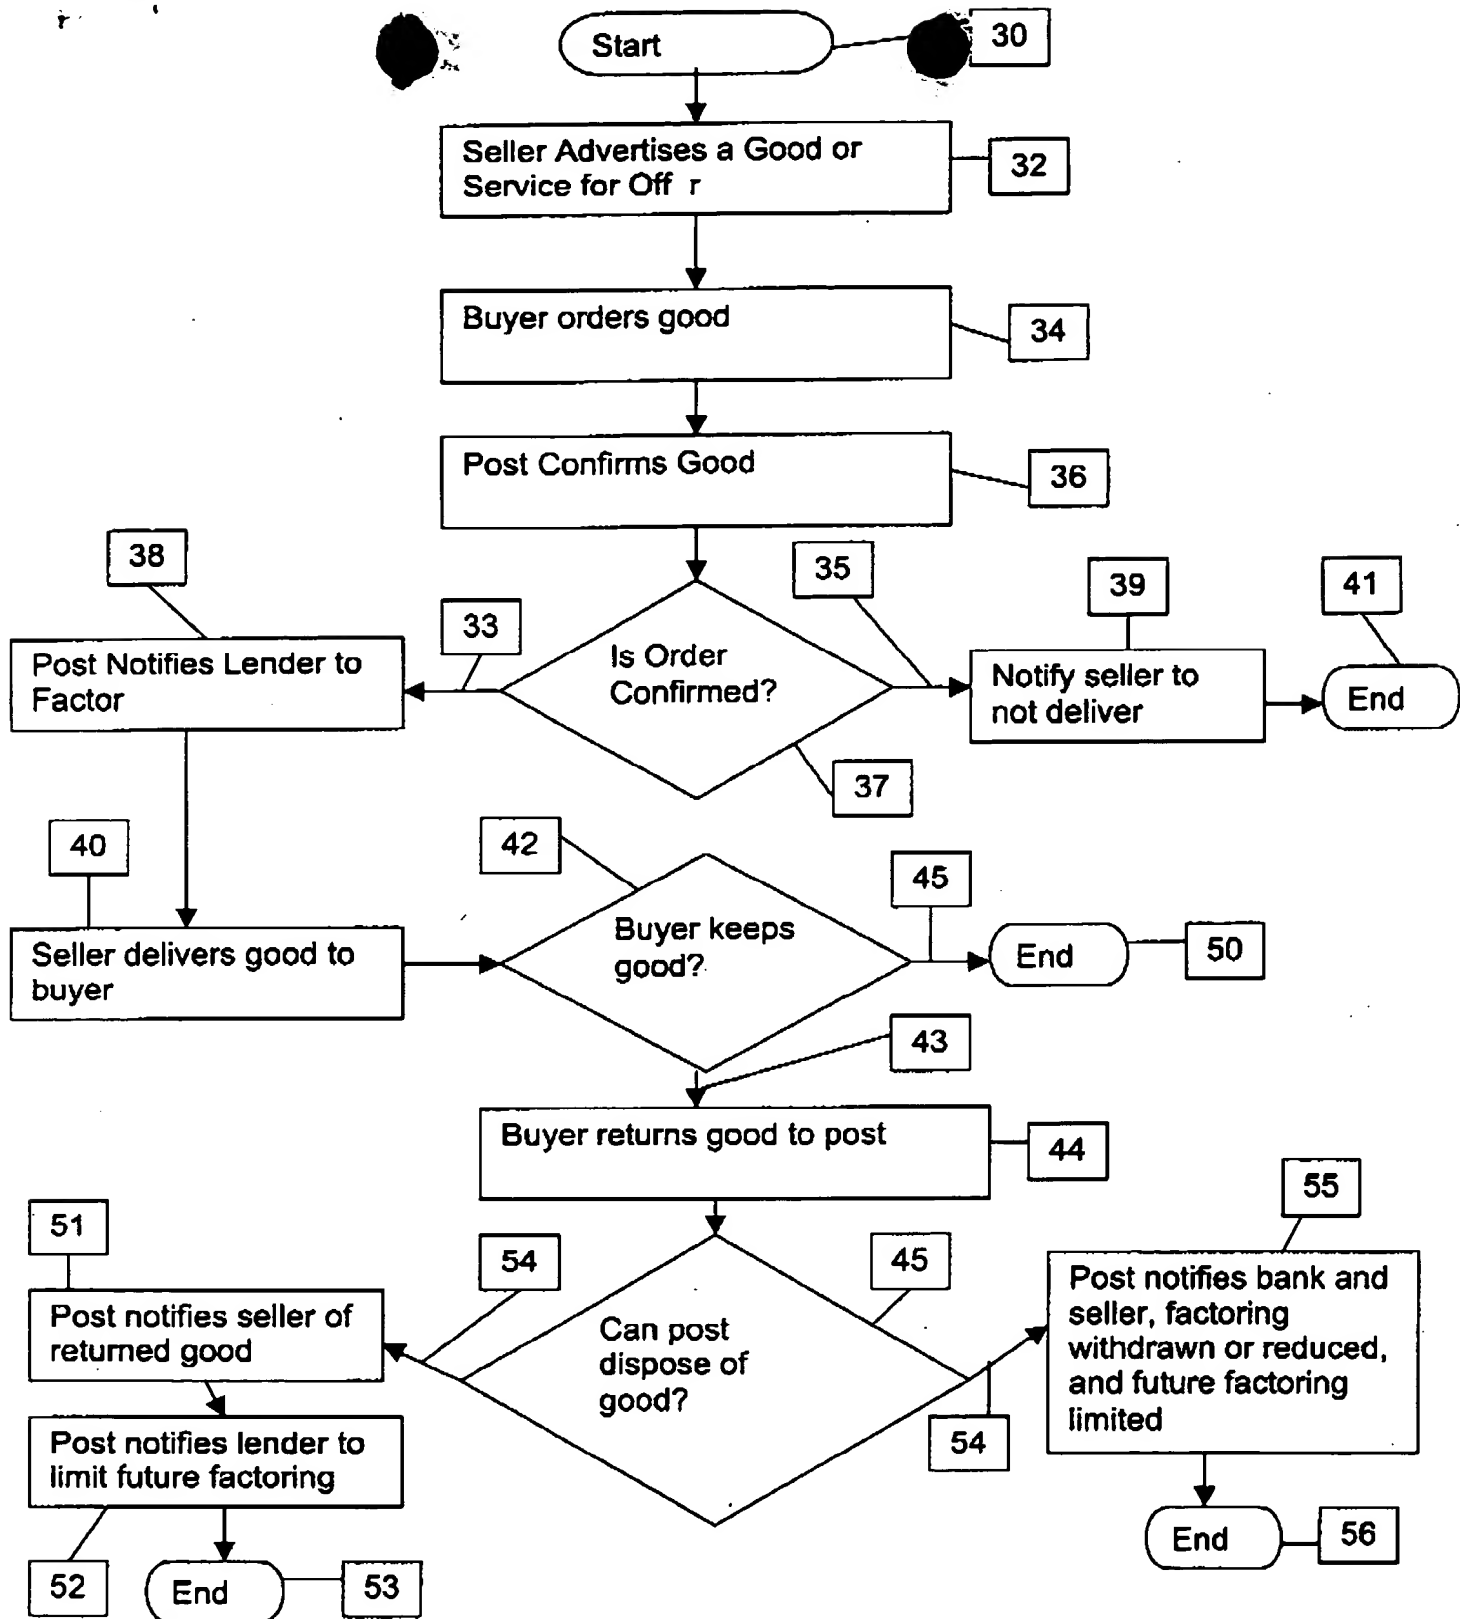 Start
30
Seller Advertises a Good or
Service for Off r
32
Buyer orders good
34
Post Confirms Good
36
38
33
35
39
41
Post Notifies Lender to
Factor
Is Order
Confirmed?
Notify seller to
not deliver
End
37
40
42
45
Seller delivers good to
buyer
Buyer keeps
good?
End
50
43
Buyer returns good to post
44
55
51
54
45
Post notifies seller of
returned good
Can post
dispose of
good?
Post notifies bank and
seller, factoring
withdrawn or reduced,
and future factoring
limited
54
Post notifies lender to
limit future factoring
52
End
53
End
56